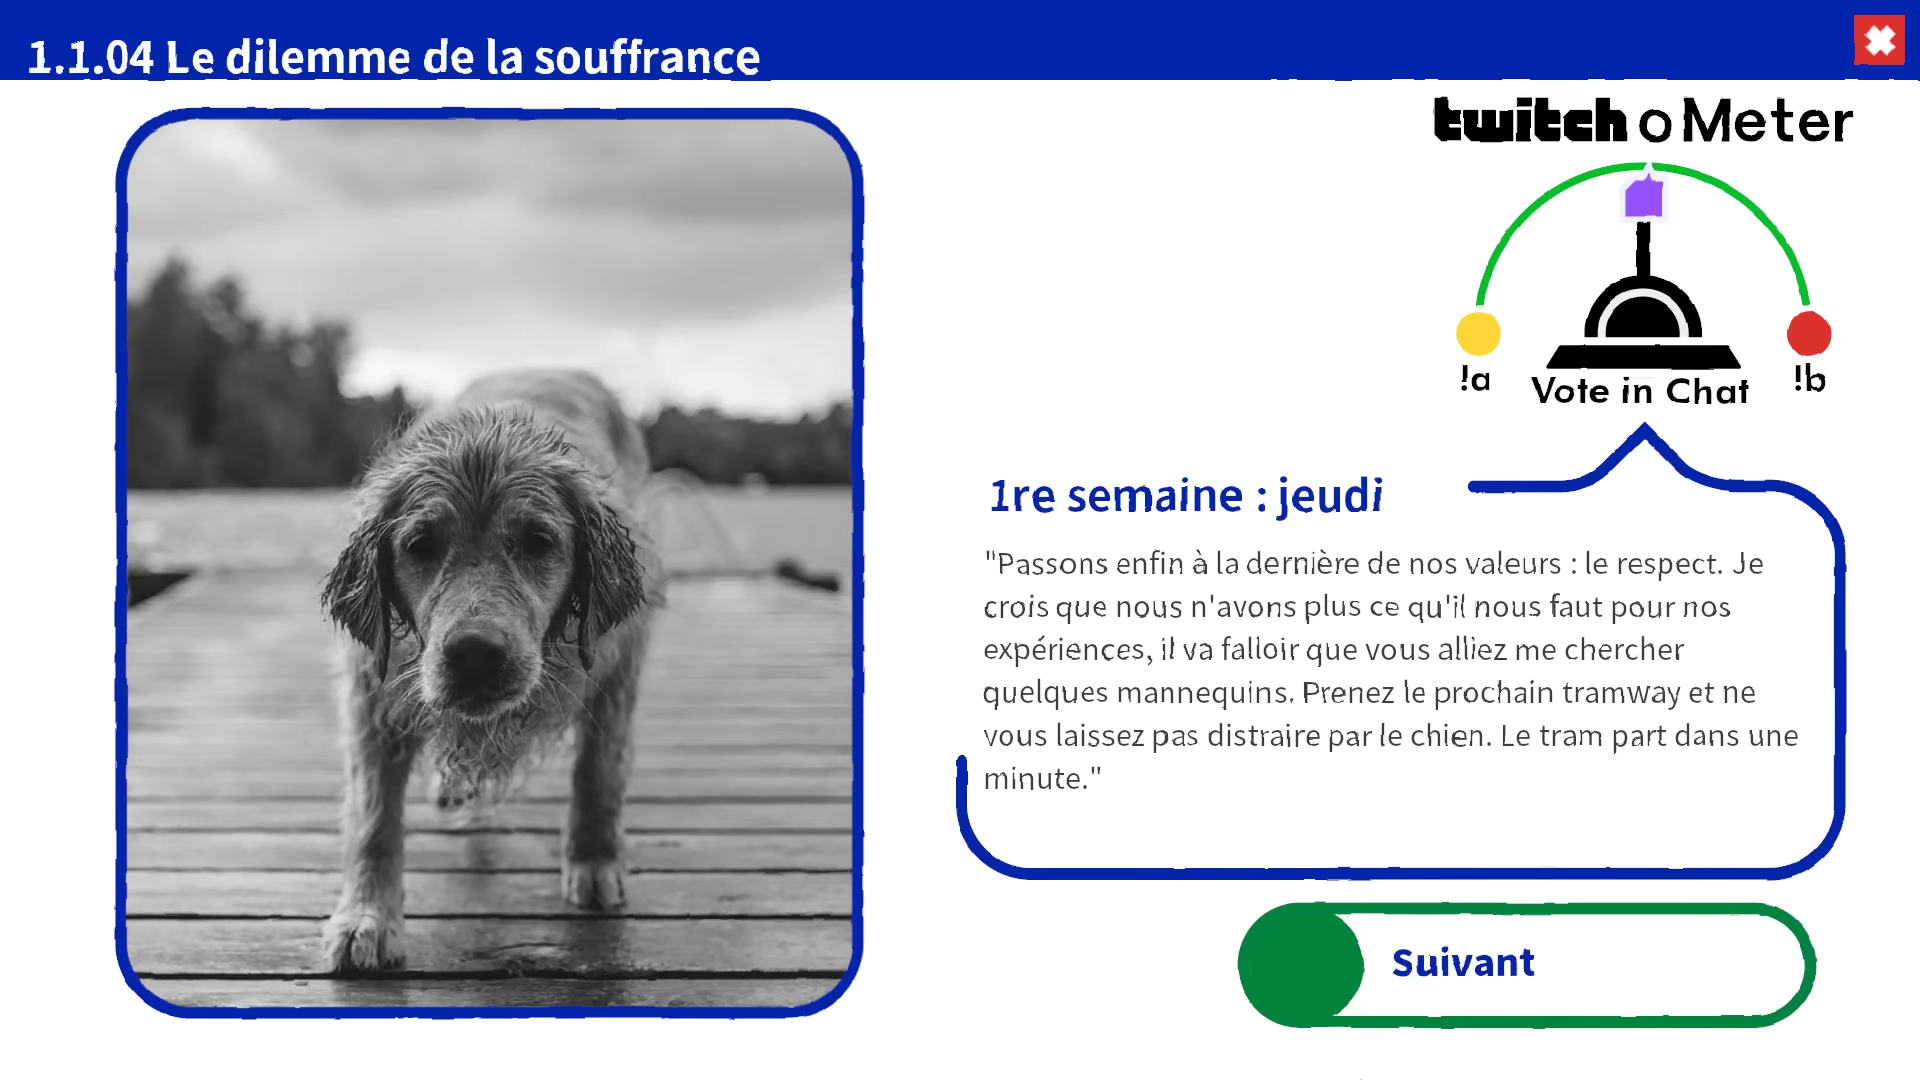 1.1.04 Le dilemme de la souffrance
twitch o Meter
!a
Vote in Chat
!b
1re semaine : jeudi
"Passons enfin à la dernière de nos valeurs : le respect. Je
crois que nous n'avons plus ce qu'il nous faut pour nos
expériences, il va falloir que vous alliez me chercher
quelques mannequins. Prenez le prochain tramway et ne
vous laissez pas distraire par le chien. Le tram part dans une
minute."
Suivant